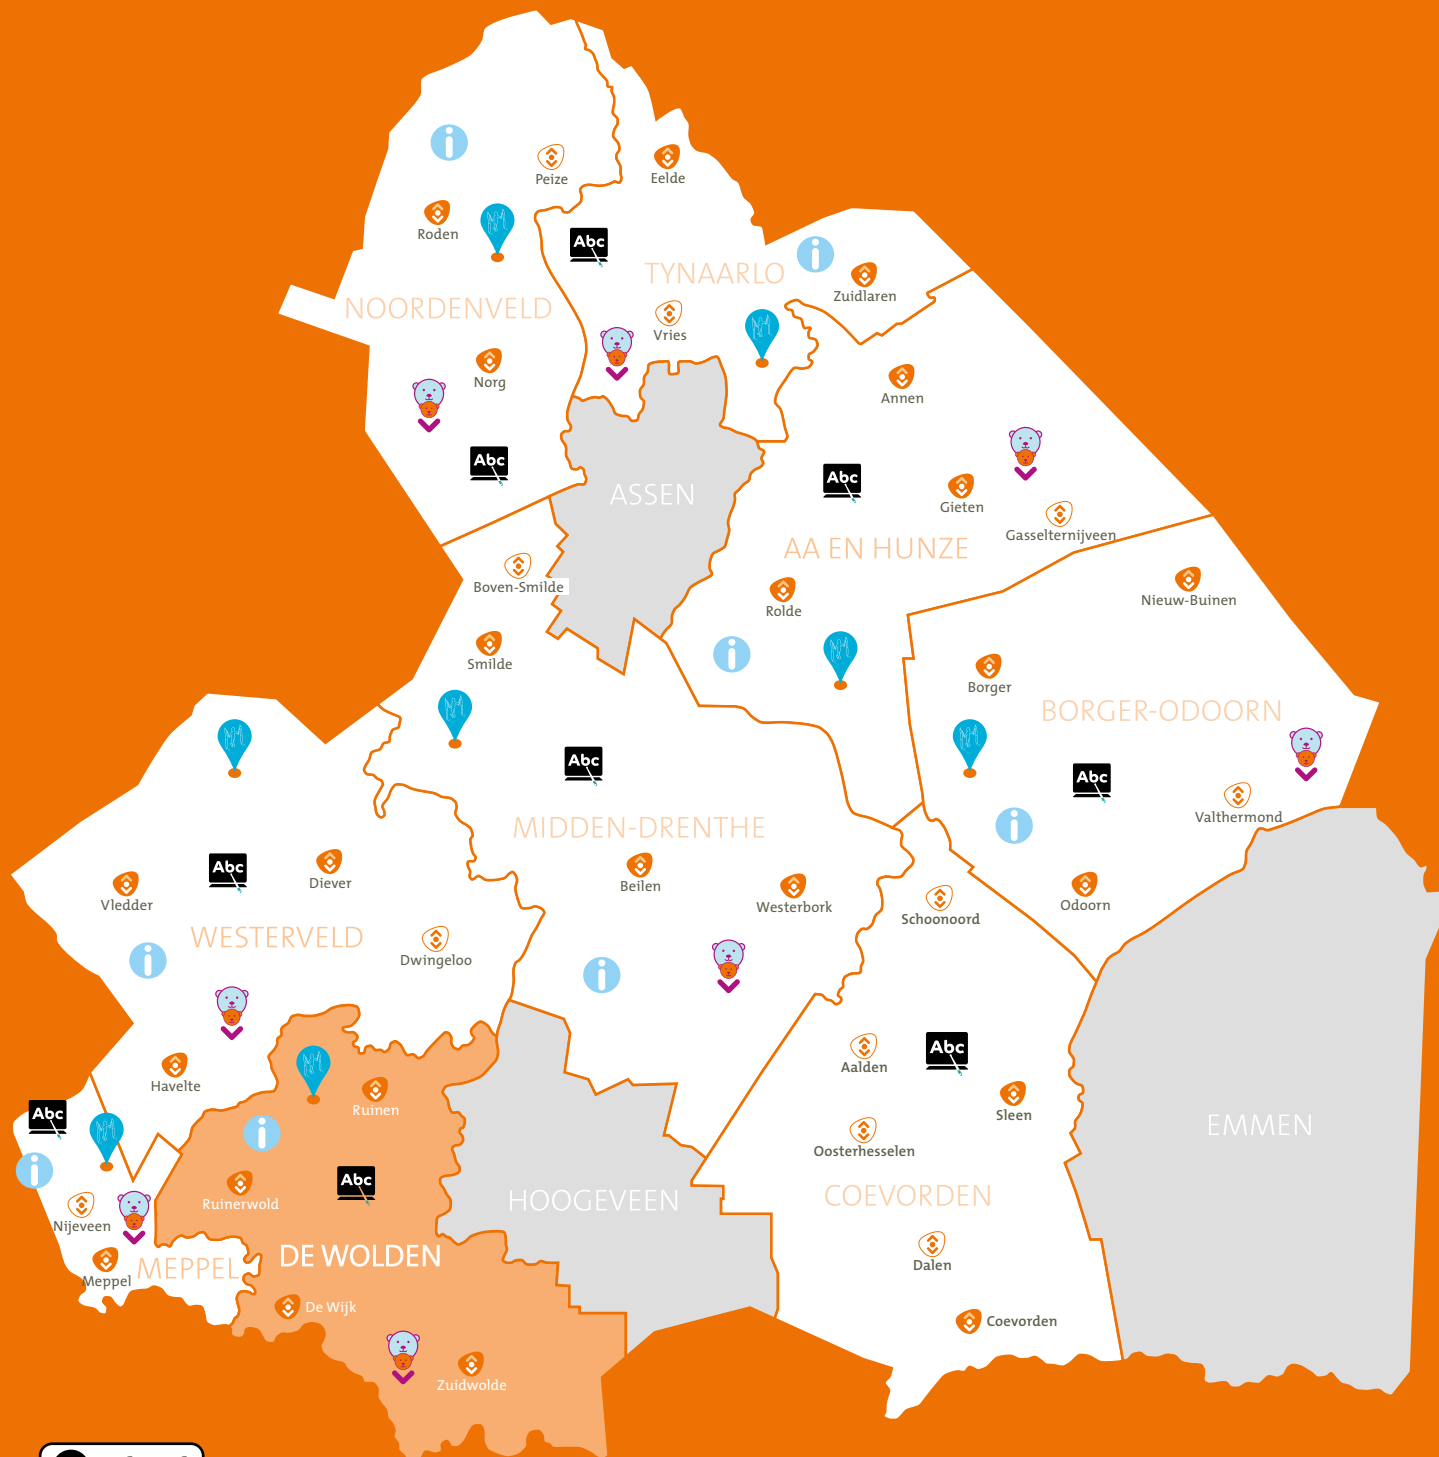 Peize
Eelde
Roden
Abc
TYNAARLO
Zuidlaren
NOORDENVELD
Vries
Norg
Annen
Abc
Abc
ASSEN
Gieten
Gasselternijveen
AA EN HUNZE
Boven-Smilde
Nieuw-Buinen
Rolde
Smilde
Borger
BORGER-ODOORN
Abc
Abc
Valthermond
MIDDEN-DRENTHE
Abc
Diever
Beilen
Vledder
Westerbork
Odoorn
Schoonoord
WESTERVELD
Dwingeloo
Abc
Aalden
Havelte
Ruinen
Sleen
Abc
EMMEN
Oosterhesselen
Abc
Ruinerwold
HOOGEVEEN
COEVORDEN
Nijeveen
DE WOLDEN
MEPPEL
Meppel
Dalen
De Wijk
Coevorden
Zuidwolde